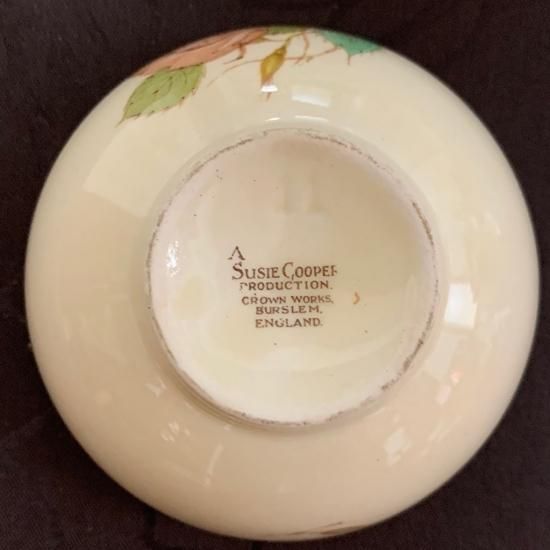 A
SUSIE COOPER
PRODUCTION.
CROWN WORKS,
BURSLEM,
ENGLAND.